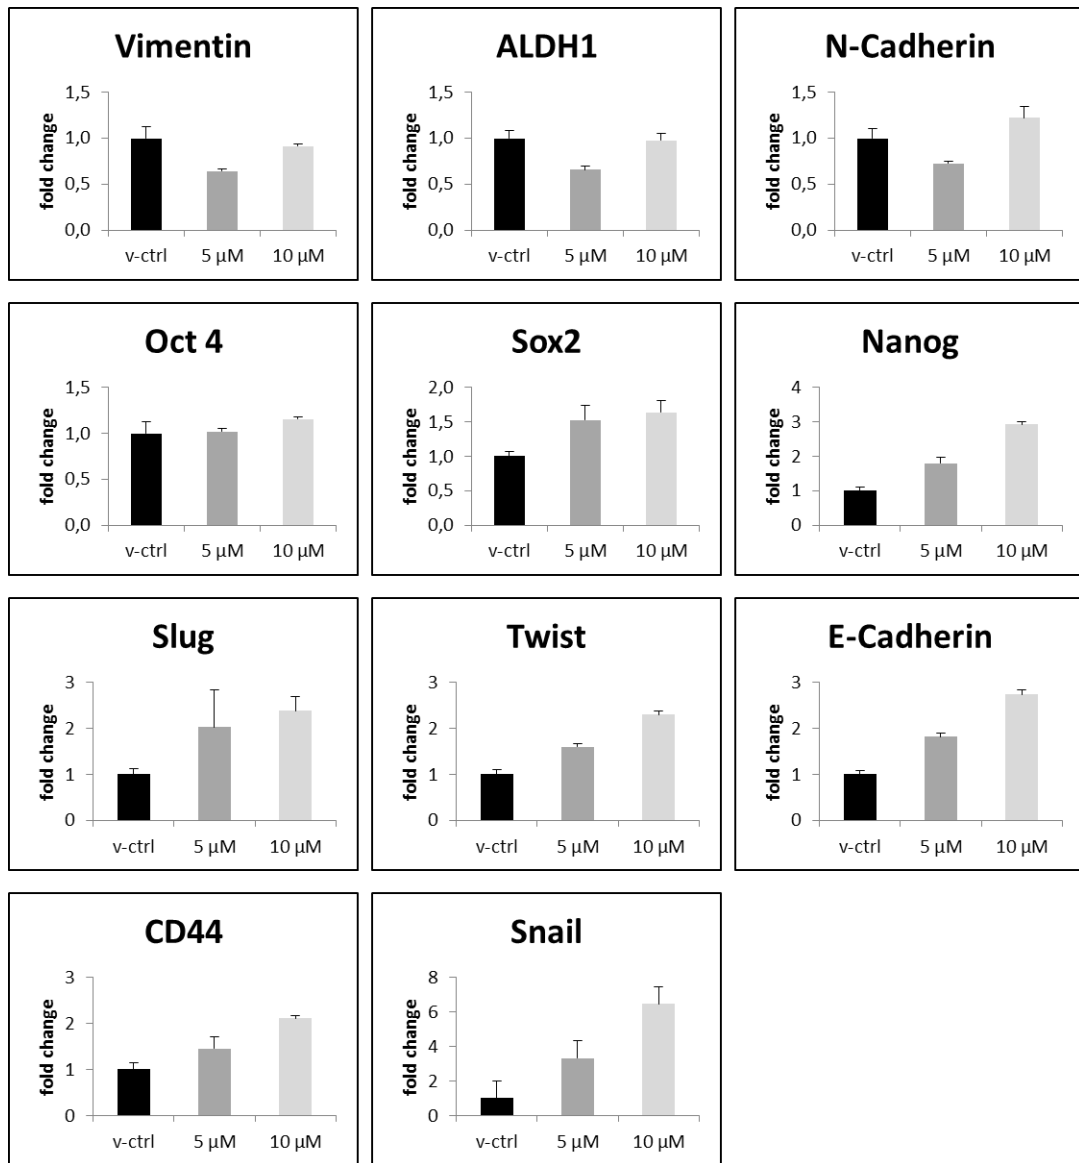 Vimentin
fold change
1,5
1,0
0,5
0,0
v-ctrl 5 µM 10 µM
ALDH1
fold change
1,5
1,0
0,5
0,0
v-ctrl 5 µM 10 µM
N-Cadherin
fold change
1,5
1,0
0,5
0,0
v-ctrl 5 µM 10 µM
Oct 4
fold change
1,5
1,0
0,5
0,0
v-ctrl 5 µM 10 µM
Sox2
fold change
2,0
1,5
1,0
0,5
0,0
v-ctrl 5 µM 10 µM
Nanog
fold change
4
3
2
1
0
v-ctrl 5 µM 10 µM
Slug
fold change
3
2
1
0
v-ctrl 5 µM 10 µM
Twist
fold change
3
2
1
0
v-ctrl 5 µM 10 µM
E-Cadherin
fold change
3
2
1
0
v-ctrl 5 µM 10 µM
CD44
fold change
3
2
1
0
v-ctrl 5 µM 10 µM
Snail
fold change
8
6
4
2
0
v-ctrl 5 µM 10 µM